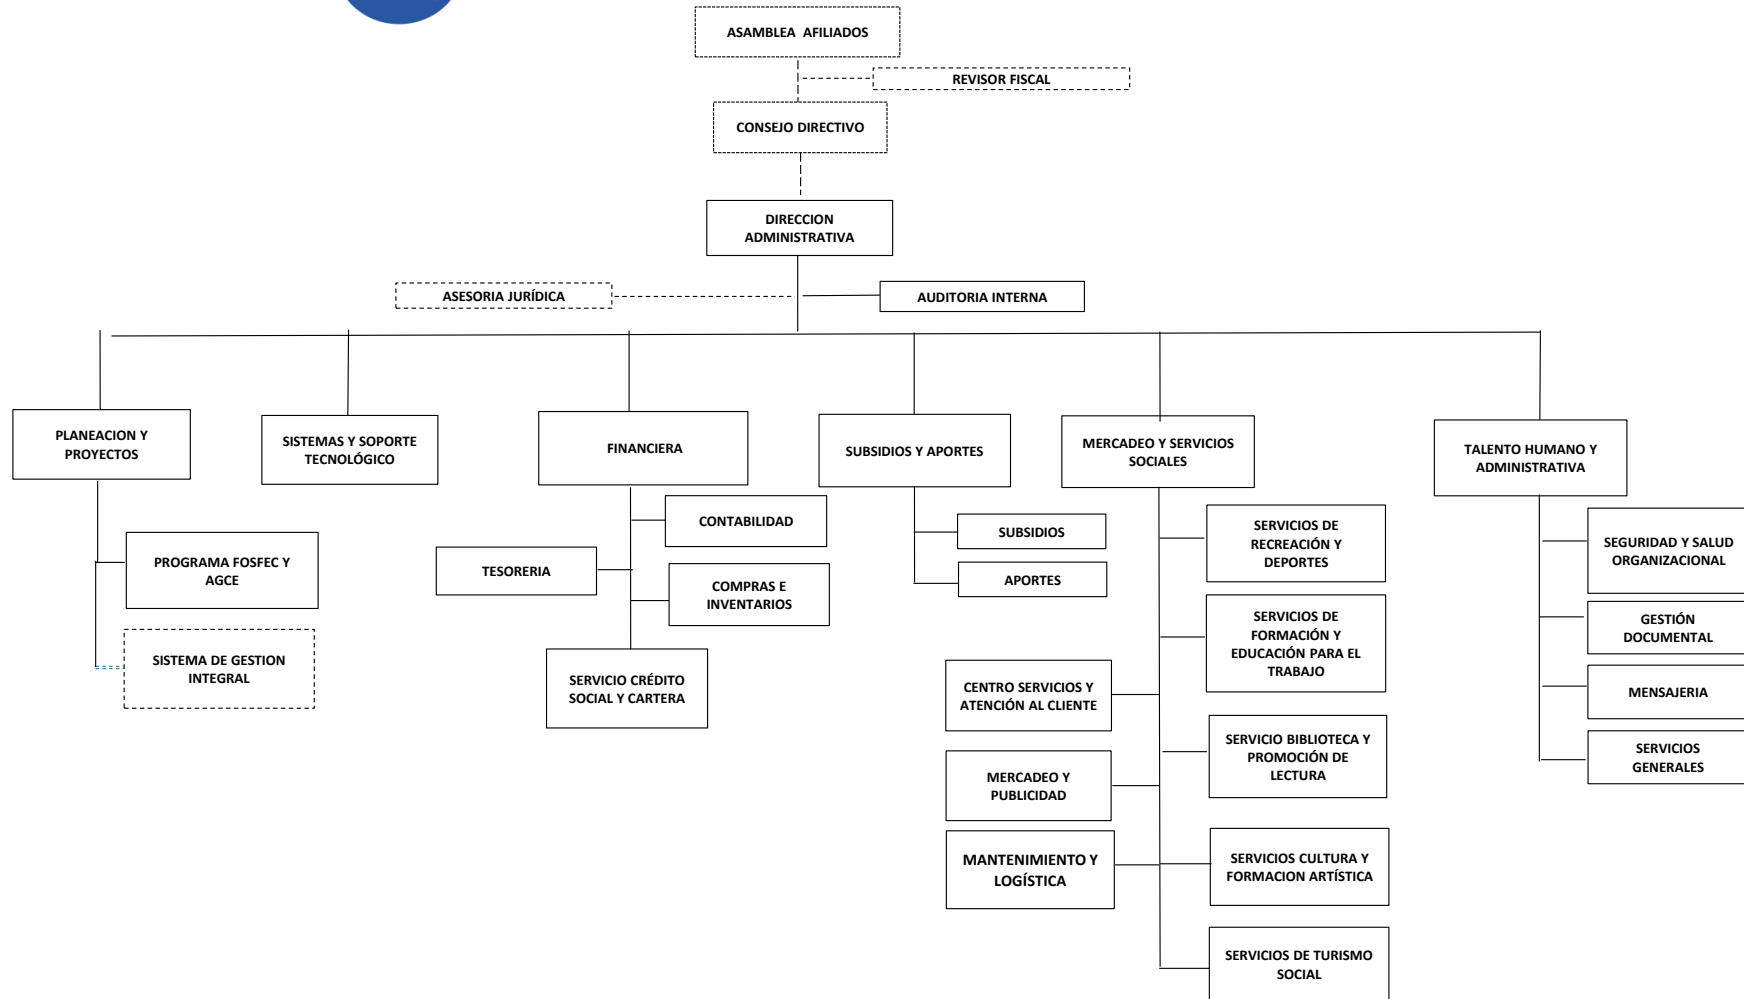 ASAMBLEA AFILIADOS
REVISOR FISCAL
CONSEJO DIRECTIVO
DIRECCION
ADMINISTRATIVA
ASESORIA JURÍDICA
AUDITORIA INTERNA
PLANEACION Y
PROYECTOS
SISTEMAS Y SOPORTE
TECNOLÓGICO
FINANCIERA
SUBSIDIOS Y APORTES
MERCADEO Y SERVICIOS
SOCIALES
TALENTO HUMANO Y
ADMINISTRATIVA
PROGRAMA FOSFEC Y
AGCE
SISTEMA DE GESTION
INTEGRAL
CONTABILIDAD
TESORERIA
COMPRAS E
INVENTARIOS
SERVICIO CRÉDITO
SOCIAL Y CARTERA
SUBSIDIOS
APORTES
SERVICIOS DE
RECREACIÓN Y
DEPORTES
SERVICIOS DE
FORMACIÓN Y
EDUCACIÓN PARA EL
TRABAJO
CENTRO SERVICIOS Y
ATENCIÓN AL CLIENTE
SERVICIO BIBLIOTECA Y
PROMOCIÓN DE
LECTURA
MERCADEO Y
PUBLICIDAD
MANTENIMIENTO Y
LOGÍSTICA
SERVICIOS CULTURA Y
FORMACION ARTÍSTICA
SERVICIOS DE TURISMO
SOCIAL
SEGURIDAD Y SALUD
ORGANIZACIONAL
GESTIÓN
DOCUMENTAL
MENSAJERIA
SERVICIOS
GENERALES